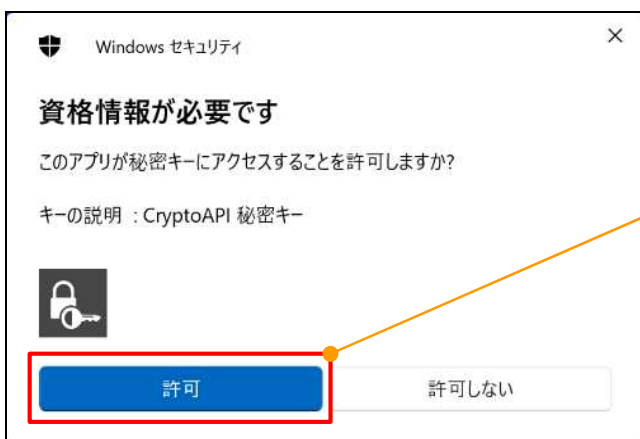 Windows セキュリティ
資格情報が必要です
このアプリが秘密キーにアクセスすることを許可しますか?
キーの説明 : CryptoAPI 秘密キー
許可
許可しない